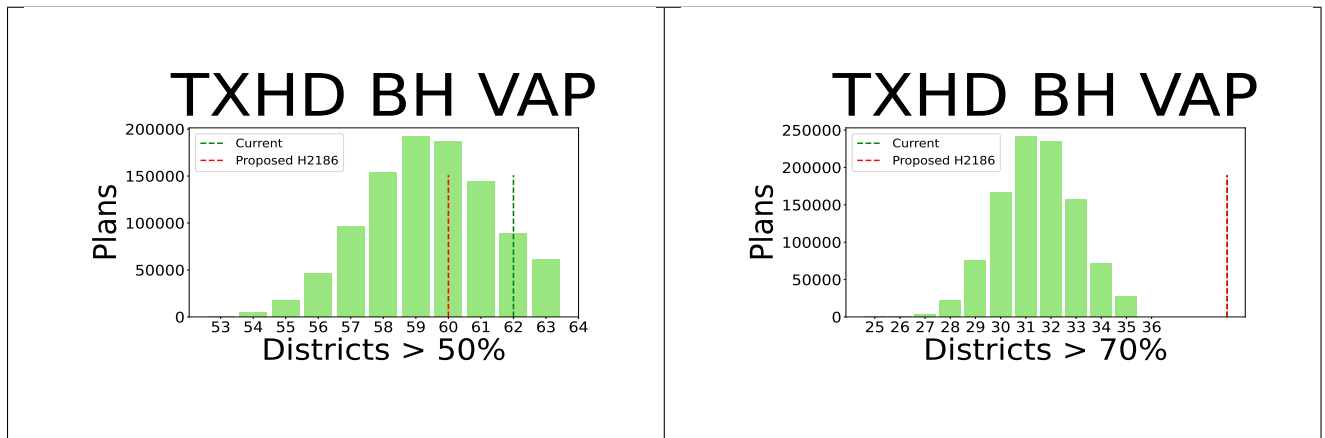 TXHD BH VAP
200000
150000
100000
50000
0
Plans
Current
Proposed H2186
53 54 55 56 57 58 59 60 61 62 63 64
Districts > 50%
TXHD BH VAP
250000
200000
150000
100000
50000
0
Plans
Current
Proposed H2186
25 26 27 28 29 30 31 32 33 34 35 36
Districts > 70%